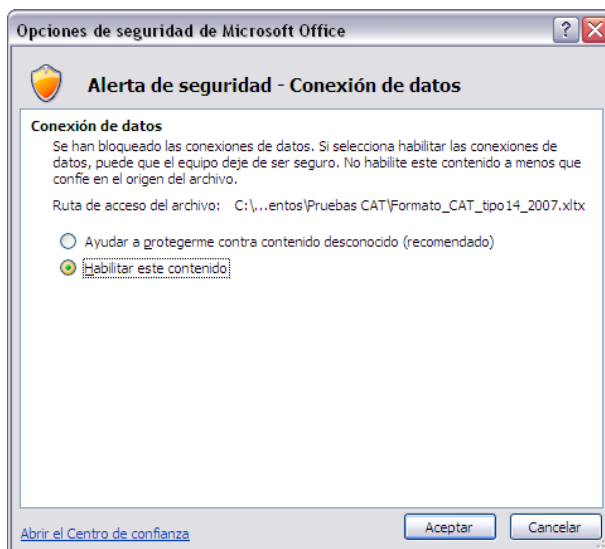 Opciones de seguridad de Microsoft Office
Alerta de seguridad - Conexión de datos
Conexión de datos
Se han bloqueado las conexiones de datos. Si selecciona habilitar las conexiones de
datos, puede que el equipo deje de ser seguro. No habilite este contenido a menos que
confíe en el origen del archivo.
Ruta de acceso del archivo: C:\...entos\Pruebas CAT\Formato_CAT_tipo14_2007.xltx
Ayudar a protegerme contra contenido desconocido (recomendado)
Habilitar este contenido
Abrir el Centro de confianza
Aceptar
Cancelar